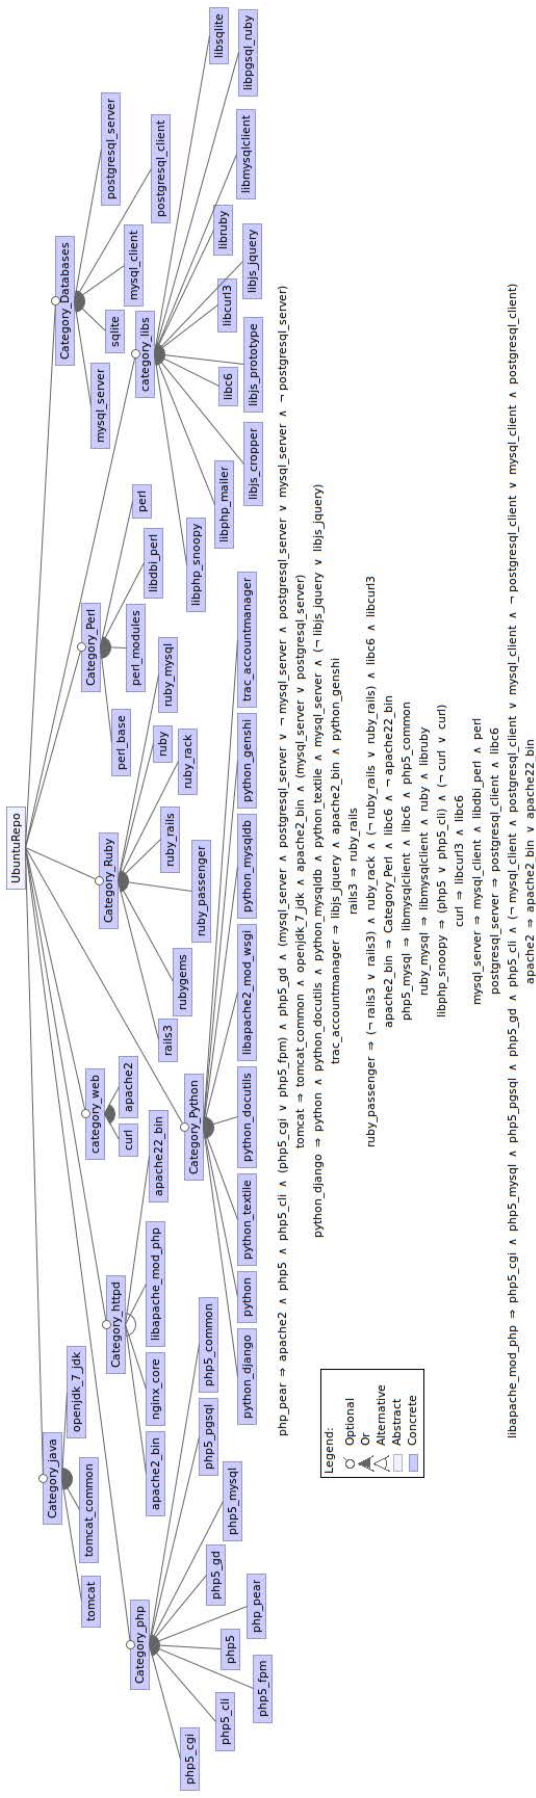 UbuntuRepo
Category_java
Category_php
Category_httpd
category_web
Category_Python
Category_Ruby
Category_Perl
category_libs
Category_Databases
tomcat
tomcat_common
openjdk_7_jdk
php5_cgi
php5_cli
php5_fpm
php5
php_pear
php5_gd
php5_mysql
php5_pgsql
php5_common
apache2_bin
nginx_core
libapache_mod_php
apache22_bin
curl
apache2
python_django
python
python_textile
python_docutils
libapache2_mod_wsgi
python_mysqldb
python_genshi
trac_accountmanager
rails3
rubygems
ruby_passenger
ruby_rails
ruby_rack
ruby
ruby_mysql
perl_base
perl_modules
libdbi_perl
perl
libphp_snoopy
libphp_mailer
libjs_cropper
libc6
libjs_prototype
libcurl3
libjs_jquery
libruby
libmysqlclient
libpgsql_ruby
libsqlite
mysql_server
sqlite
mysql_client
postgresql_client
postgresql_server
php_pear ⇒ apache2 ∧ php5 ∧ php5_cli ∧ (php5_cgi ∨ php5_fpm) ∧ php5_gd ∧ (mysql_server ∧ postgresql_server ∨ ¬ mysql_server ∧ postgresql_server ∨ mysql_server ∧ ¬ postgresql_server)
tomcat ⇒ tomcat_common ∧ openjdk_7_jdk ∧ apache2_bin ∧ (mysql_server ∨ postgresql_server)
python_django ⇒ python ∧ python_docutils ∧ python_mysqldb ∧ python_textile ∧ mysql_server ∧ (¬ libjs_jquery ∨ libjs_jquery)
trac_accountmanager ⇒ libjs_jquery ∧ apache2_bin ∧ python_genshi
rails3 ⇒ ruby_rails
ruby_passenger ⇒ (¬ rails3 ∨ rails3) ∧ ruby_rack ∧ (¬ ruby_rails ∨ ruby_rails) ∧ libc6 ∧ libcurl3
apache2_bin ⇒ Category_Perl ∧ libc6 ∧ ¬ apache22_bin
php5_mysql ⇒ libmysqlclient ∧ libc6 ∧ php5_common
ruby_mysql ⇒ libmysqlclient ∧ ruby ∧ libruby
libphp_snoopy ⇒ (php5 ∨ php5_cli) ∧ (¬ curl ∨ curl)
curl ⇒ libcurl3 ∧ libc6
mysql_server ⇒ mysql_client ∧ libdbi_perl ∧ perl
postgresql_server ⇒ postgresql_client ∧ libc6
libapache_mod_php ⇒ php5_cgi ∧ php5_mysql ∧ php5_pgsql ∧ php5_gd ∧ php5_cli ∧ (¬ mysql_client ∧ postgresql_client ∨ mysql_client ∧ ¬ postgresql_client ∨ mysql_client ∧ postgresql_client)
apache2 ⇒ apache2_bin ∨ apache22_bin
Legend:
Optional
Or
Alternative
Abstract
Concrete